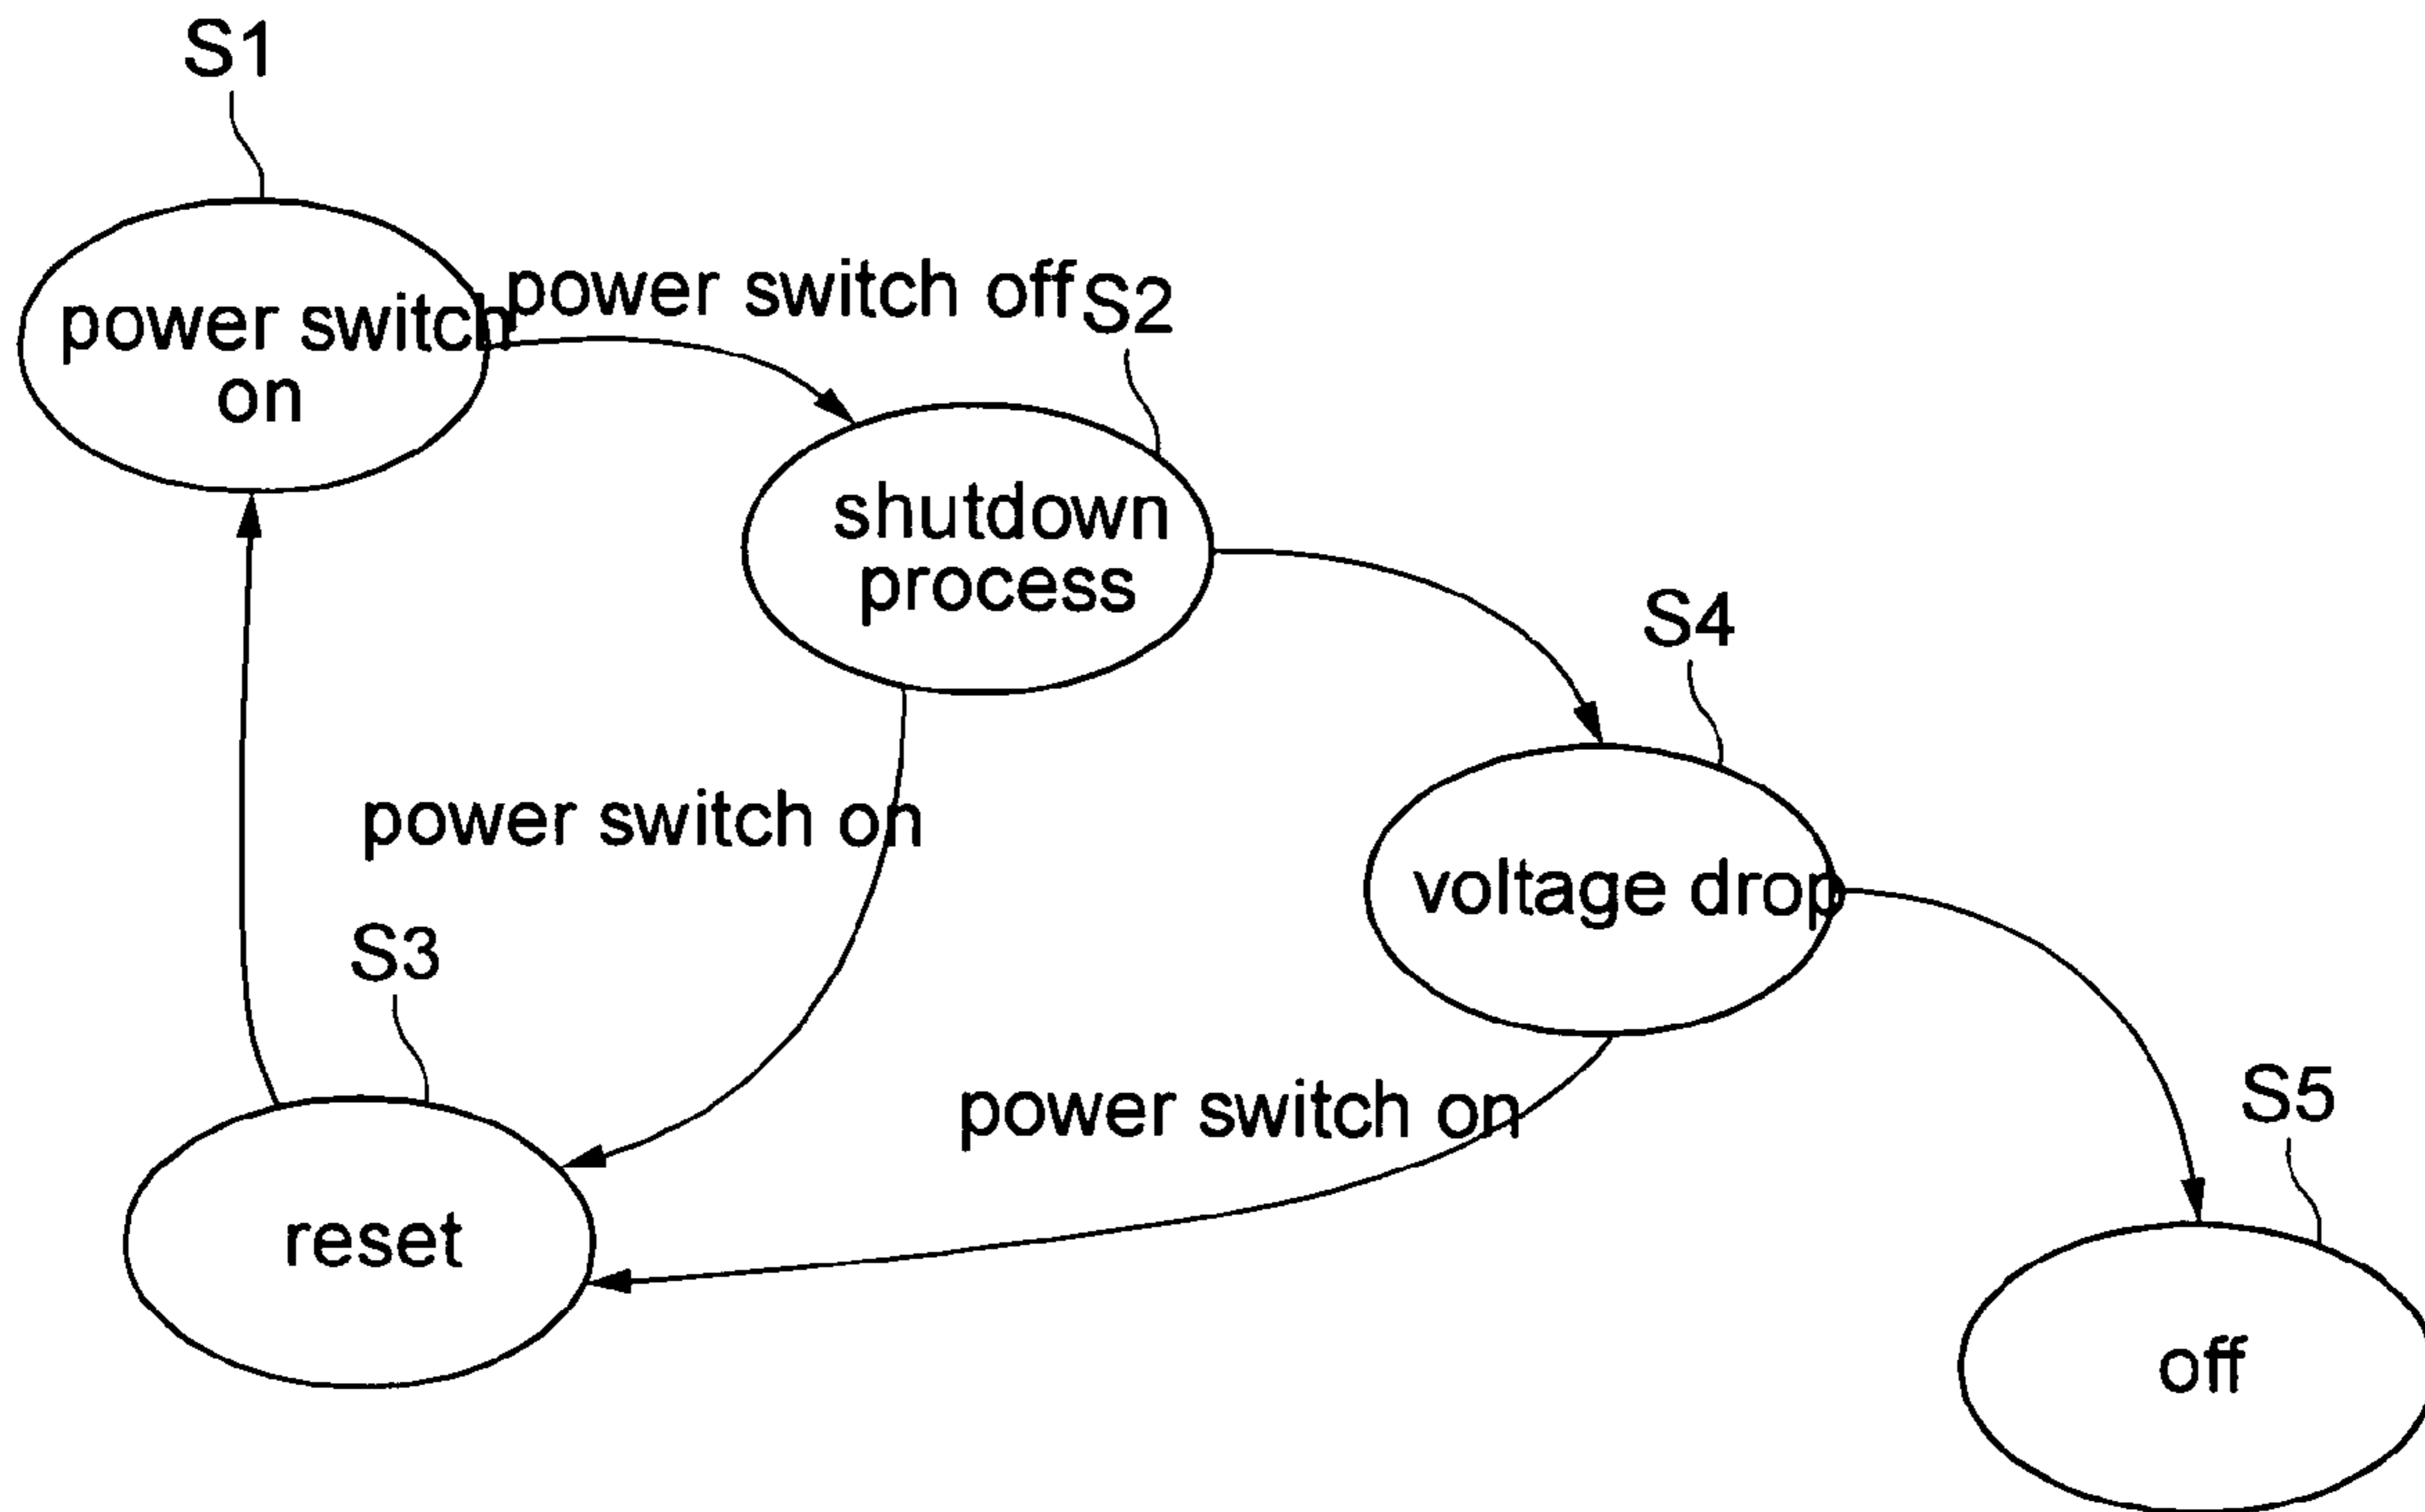 S1
power switch off
S2
power switch
on
shutdown
process
S4
power switch on
voltage drop
S3
power switch on
S5
reset
off